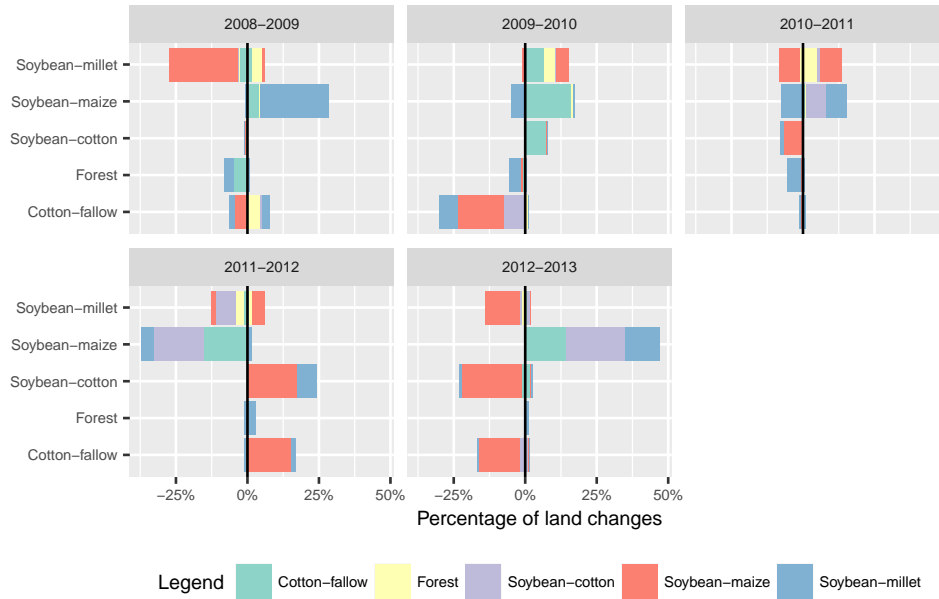 2008−2009
2009−2010
2010−2011
Soybean−millet
Soybean−maize
Soybean−cotton
Forest
Cotton−fallow
2011−2012
2012−2013
Soybean−millet
Soybean−maize
Soybean−cotton
Forest
Cotton−fallow
−25% 0% 25% 50% −25% 0% 25% 50%
Percentage of land changes
Legend Cotton−fallow Forest Soybean−cotton Soybean−maize Soybean−millet